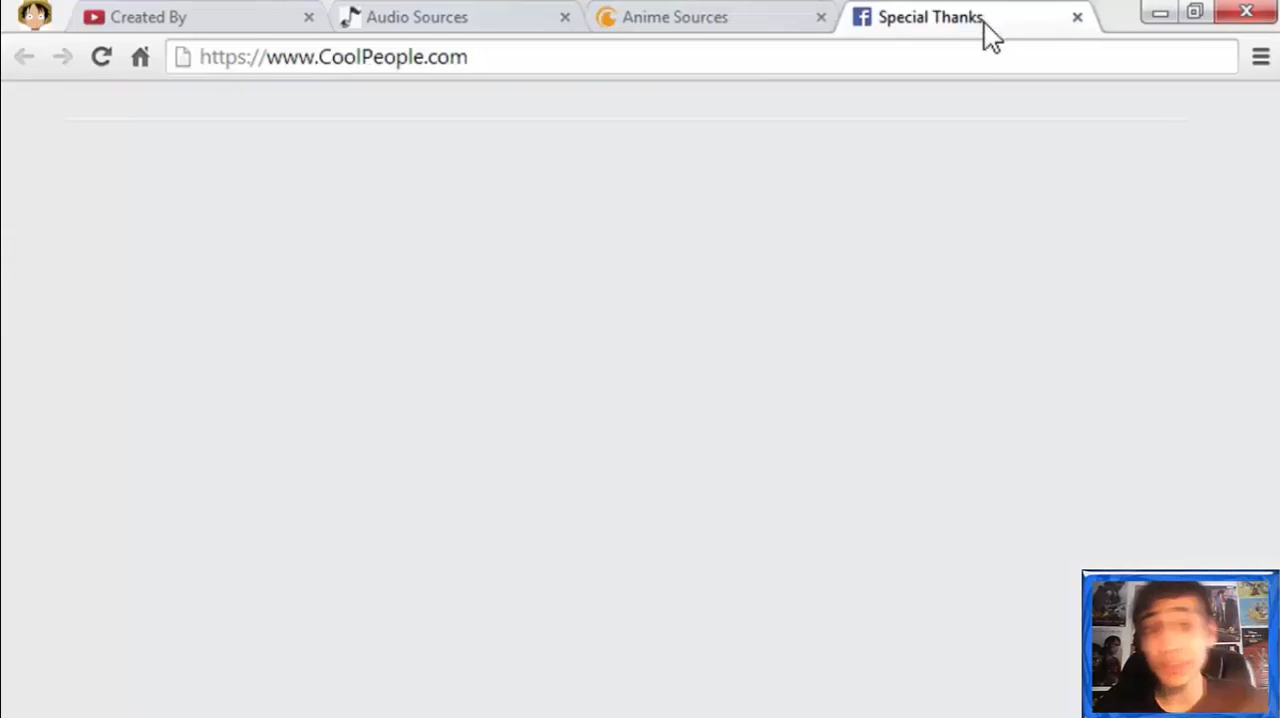 Created By
Audio Sources
Anime Sources
Special Thanks
https://www.CoolPeople.com